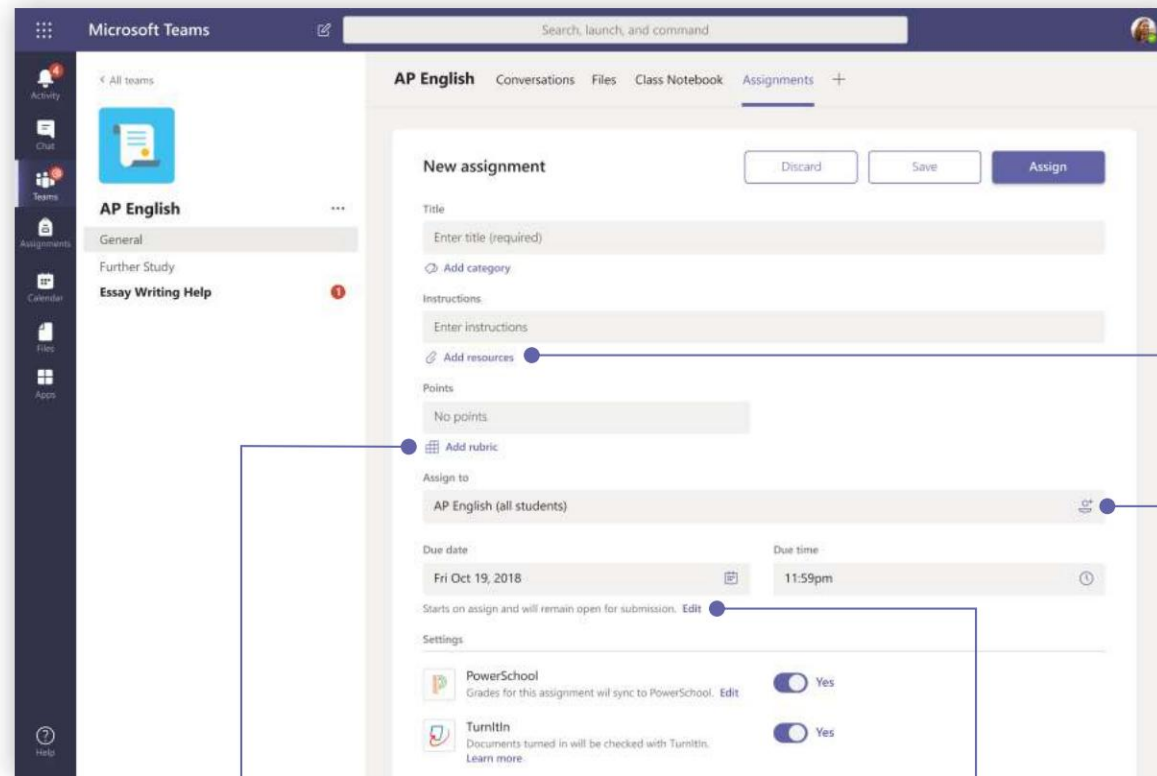 Microsoft Teams
Search, launch, and command
4
Activity
Chat
Teams
Assignments
Calendar
Files
Apps
Help
< All teams
AP English ...
General
Further Study
Essay Writing Help 1
AP English Conversations Files Class Notebook Assignments +
New assignment Discard Save Assign
Title
Enter title (required)
Add category
Instructions
Enter instructions
Add resources
Points
No points
Add rubric
Assign to
AP English (all students)
Due date Due time
Fri Oct 19, 2018 11:59pm
Starts on assign and will remain open for submission. Edit
Settings
PowerSchool Yes
Grades for this assignment wil sync to PowerSchool. Edit
TurnItIn Yes
Documents turned in will be checked with TurnItIn.
Learn more